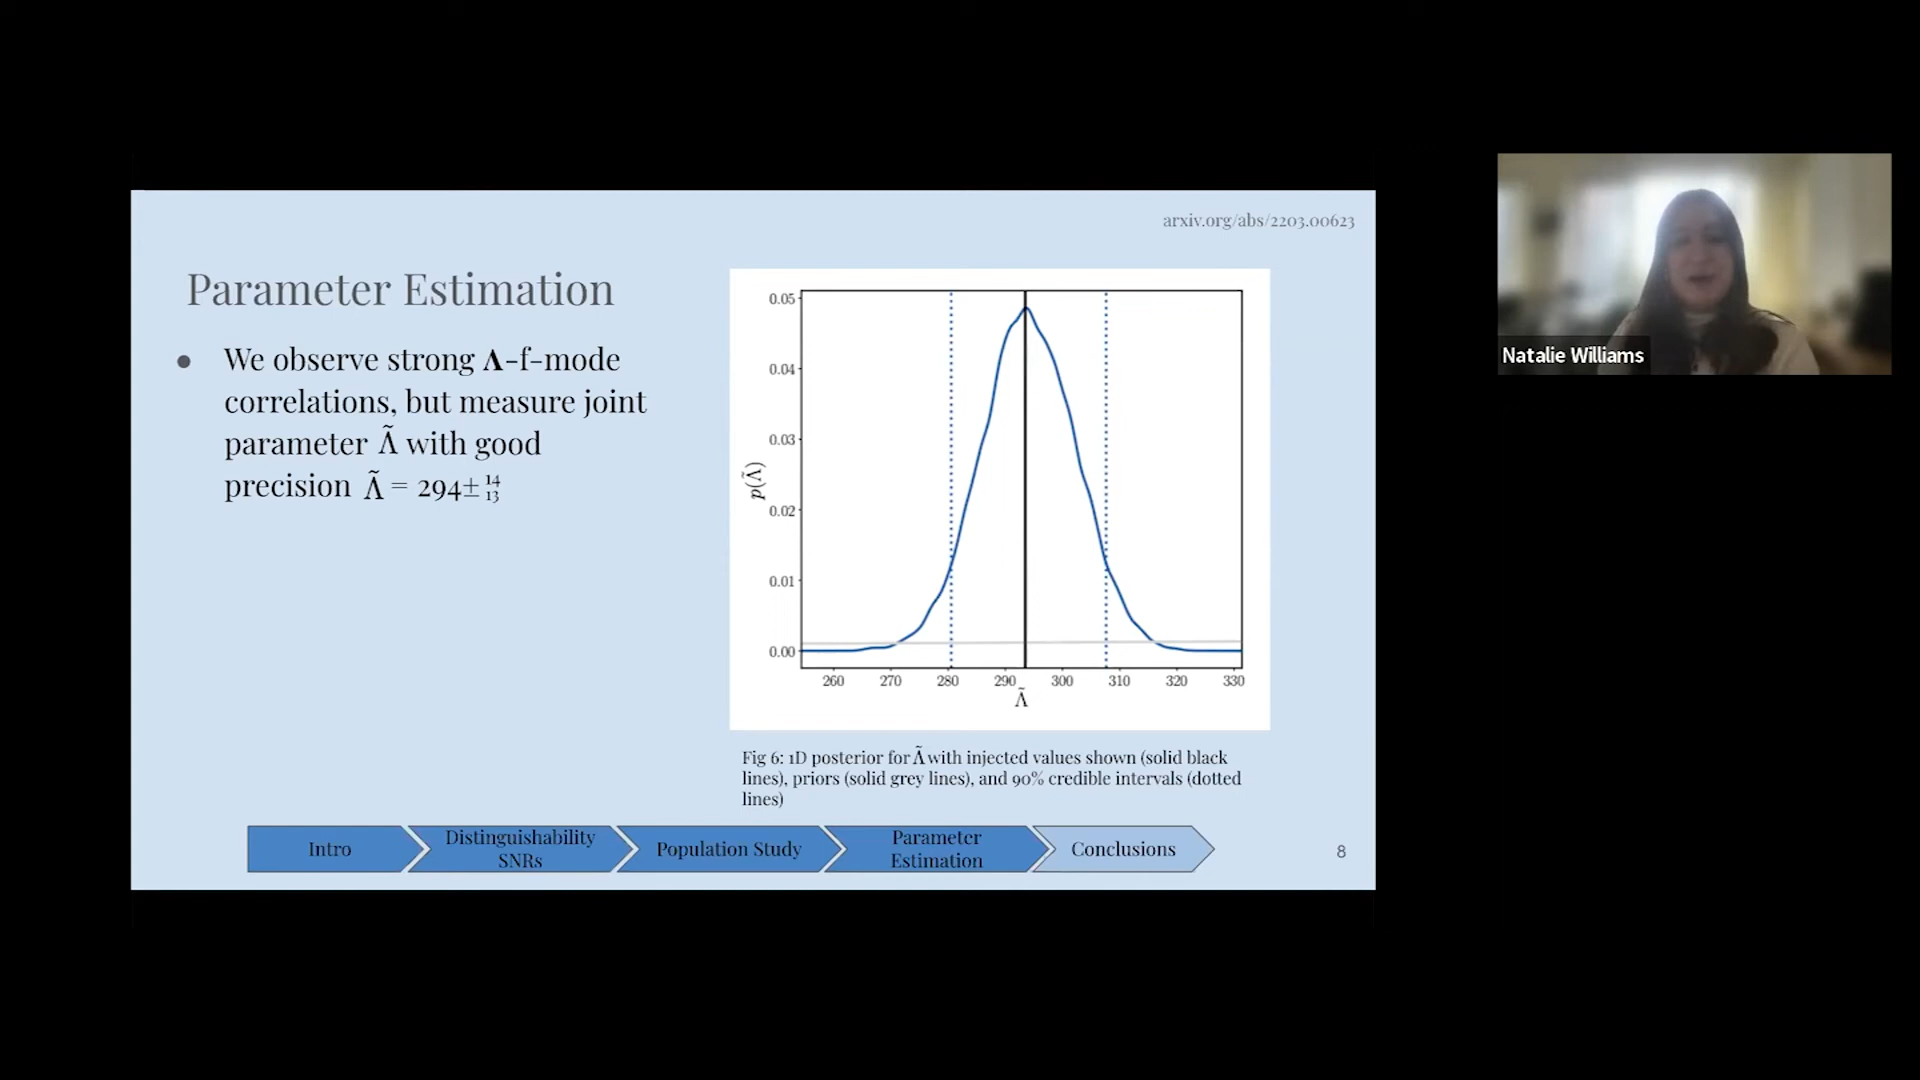 arxiv.org/abs/2203.00623
Parameter Estimation
● We observe strong Λ-f-mode
correlations, but measure joint
parameter Λ̃ with good
precision Λ̃ = 294± 14 13
0.05
0.04
0.03
0.02
0.01
0.00
p(Λ̃)
260 270 280 290 300 310 320 330
Λ̃
Fig 6: 1D posterior for Λ̃ with injected values shown (solid black
lines), priors (solid grey lines), and 90% credible intervals (dotted
lines)
Intro
Distinguishability
SNRs
Population Study
Parameter
Estimation
Conclusions
8
Natalie Williams